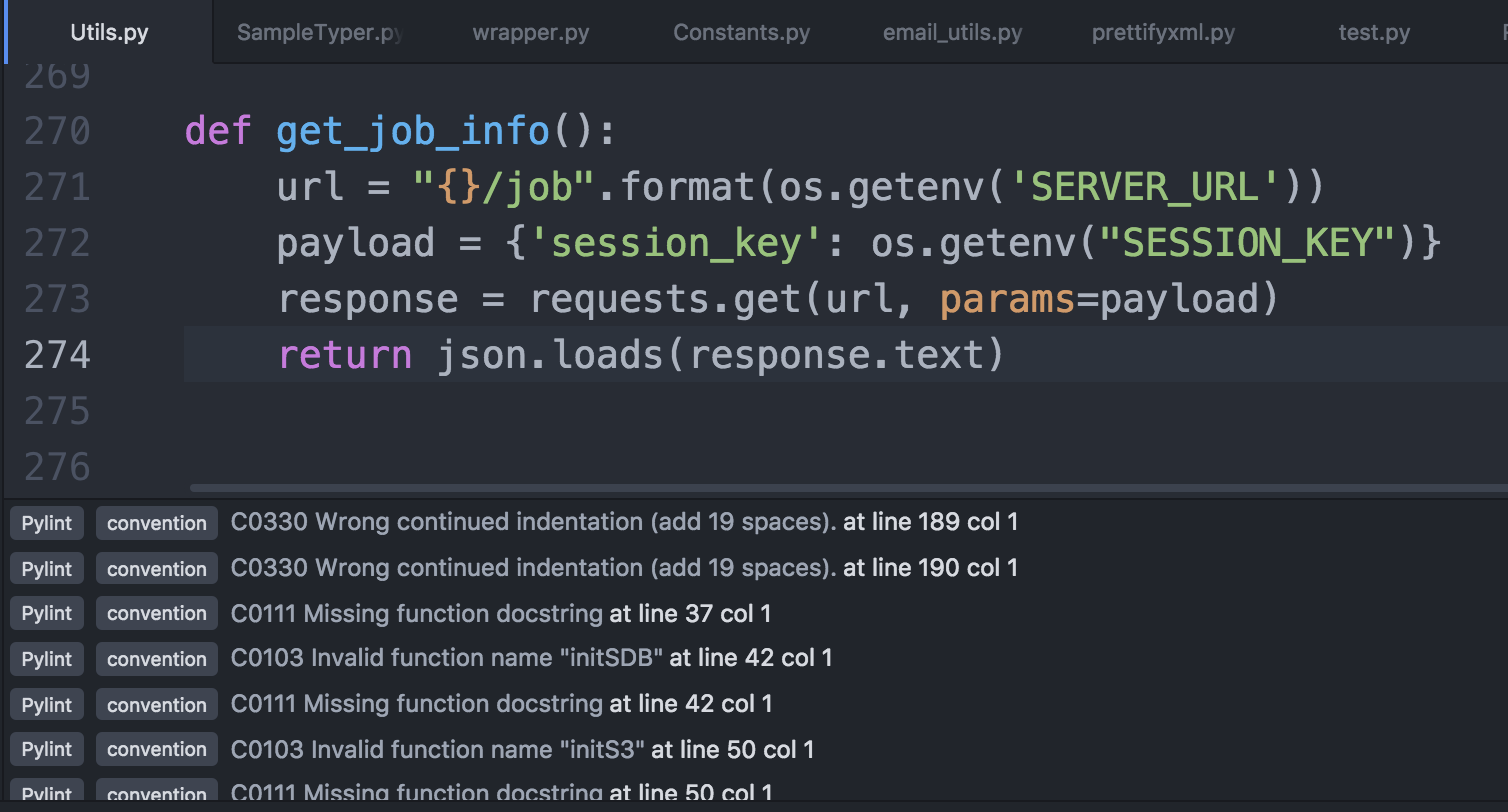 Utils.py SampleTyper.py wrapper.py Constants.py email_utils.py prettifyxml.py test.py
269
270 def get_job_info():
271 url = "{}/job".format(os.getenv('SERVER_URL'))
272 payload = {'session_key': os.getenv("SESSION_KEY")}
273 response = requests.get(url, params=payload)
274 return json.loads(response.text)
275
276
Pylint convention C0330 Wrong continued indentation (add 19 spaces). at line 189 col 1
Pylint convention C0330 Wrong continued indentation (add 19 spaces). at line 190 col 1
Pylint convention C0111 Missing function docstring at line 37 col 1
Pylint convention C0103 Invalid function name "initSDB" at line 42 col 1
Pylint convention C0111 Missing function docstring at line 42 col 1
Pylint convention C0103 Invalid function name "initS3" at line 50 col 1
Pylint convention C0111 Missing function docstring at line 50 col 1